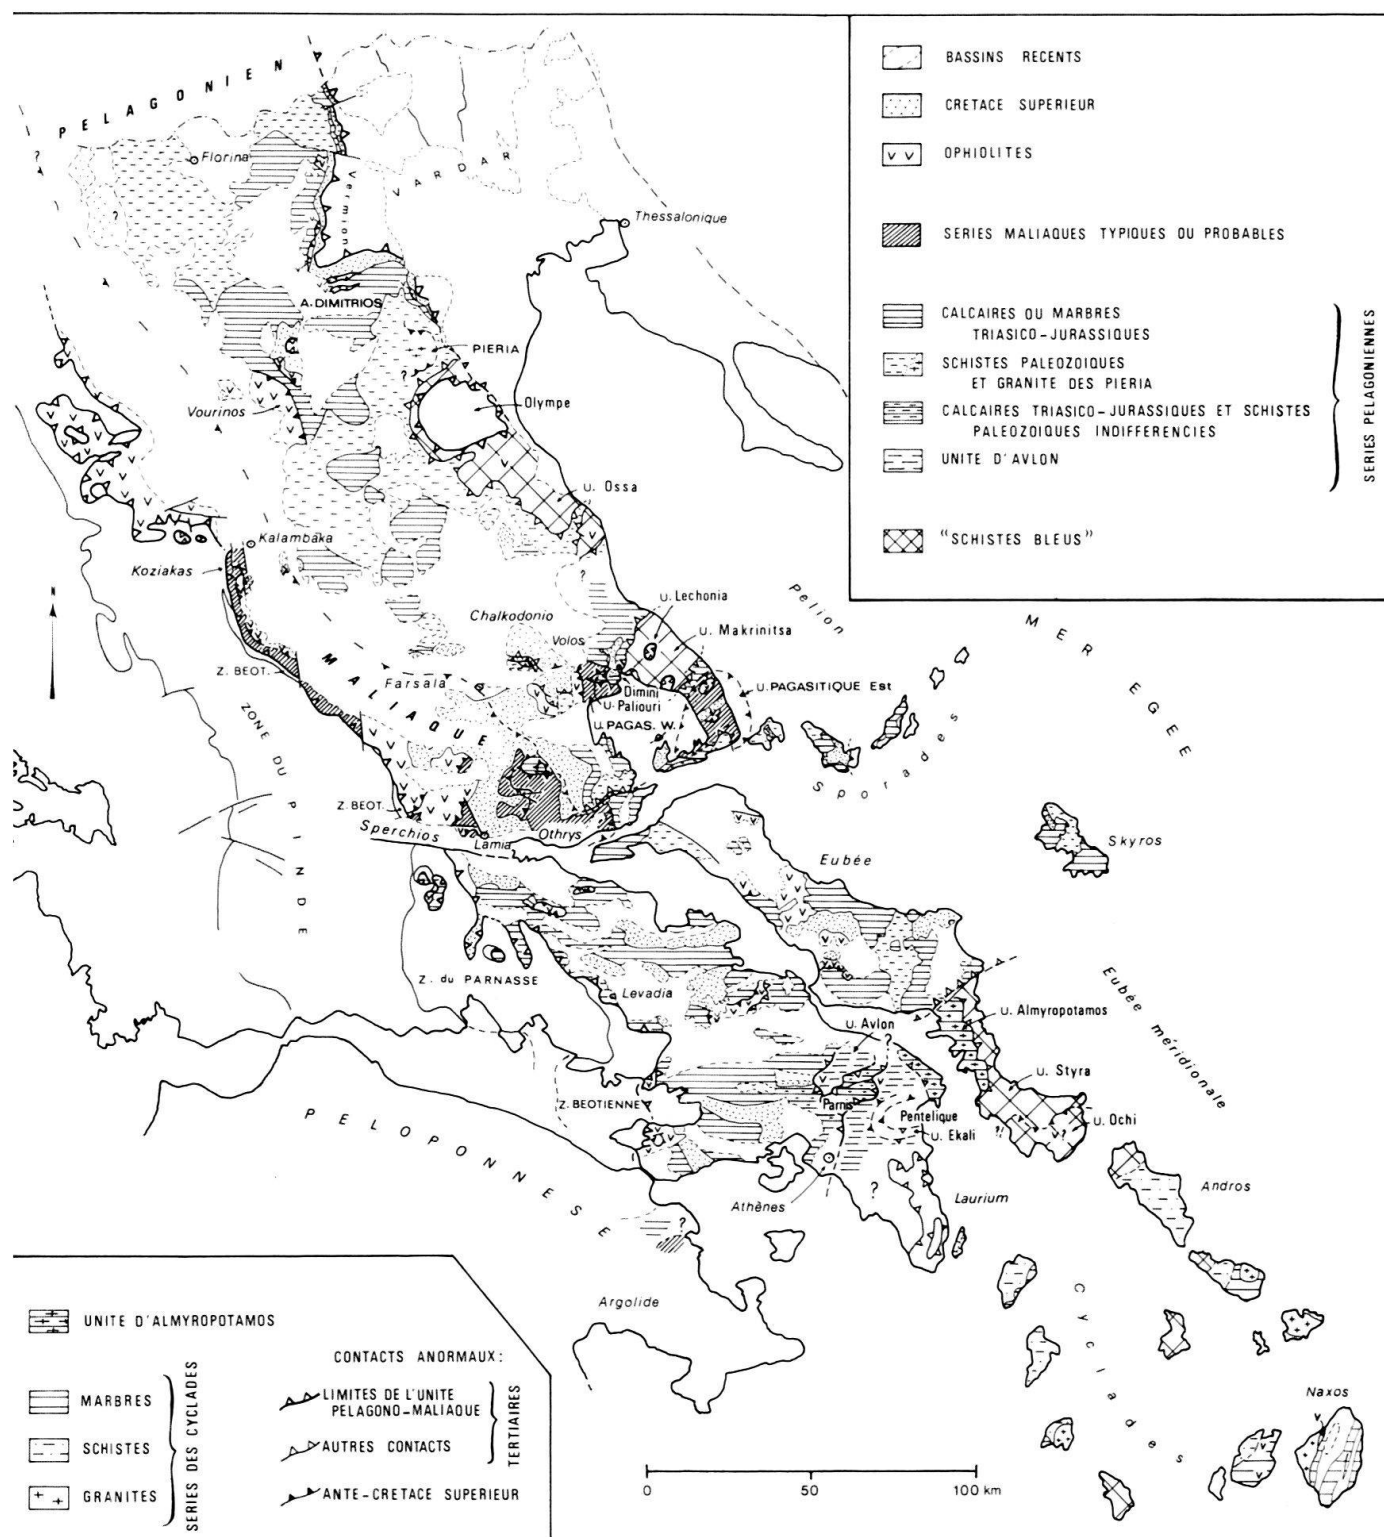 BASSINS RECENTS
CRETACE SUPERIEUR
OPHIOLITES
SERIES MALIAQUES TYPIQUES OU PROBABLES
CALCAIRES OU MARBRES
TRIASICO-JURASSIQUES
SCHISTES PALEOZOIQUES
ET GRANITE DES PIERIA
CALCAIRES TRIASICO-JURASSIQUES ET SCHISTES
PALEOZOIQUES INDIFFERENCIES
UNITE D'AVLON
SERIES PELAGONIENNES
"SCHISTES BLEUS"
PELAGONIEN
?
Florina
?
Vermion
VARDAR
Thessalonique
A. DIMITRIOS
PIERIA
?
Vourinos
Olympe
U. Ossa
Kalambaka
Koziakas
?
N
U. Lechonia
Pelion
Chalkodonio
U. Makrinitsa
Volos
MER EGEE
Z. BEOT.
MALIAQUE
Farsala
Dimini
U. Paliouri
U. PAGASITIQUE Est
U. PAGAS. W.
ZONE DU PINDE
Sporades
Z. BEOT.
Sperchios
Lamia
Othrys
Eubée
Skyros
Z. du PARNASSE
Levadia
Eubée méridionale
U. Almyropotamos
U. Avlon
?
U. Styra
Z. BEOTIENNE
Parnis
Pentelique
U. Ekali
U. Ochi
PELOPONNESE
Athènes
?
Laurium
Andros
?
Argolide
Cyclades
Naxos
UNITE D'ALMYROPOTAMOS
MARBRES
SCHISTES
GRANITES
SERIES DES CYCLADES
CONTACTS ANORMAUX:
LIMITES DE L'UNITE
PELAGONO-MALIAQUE
AUTRES CONTACTS
TERTIAIRES
ANTE-CRETACE SUPERIEUR
0 50 100 km